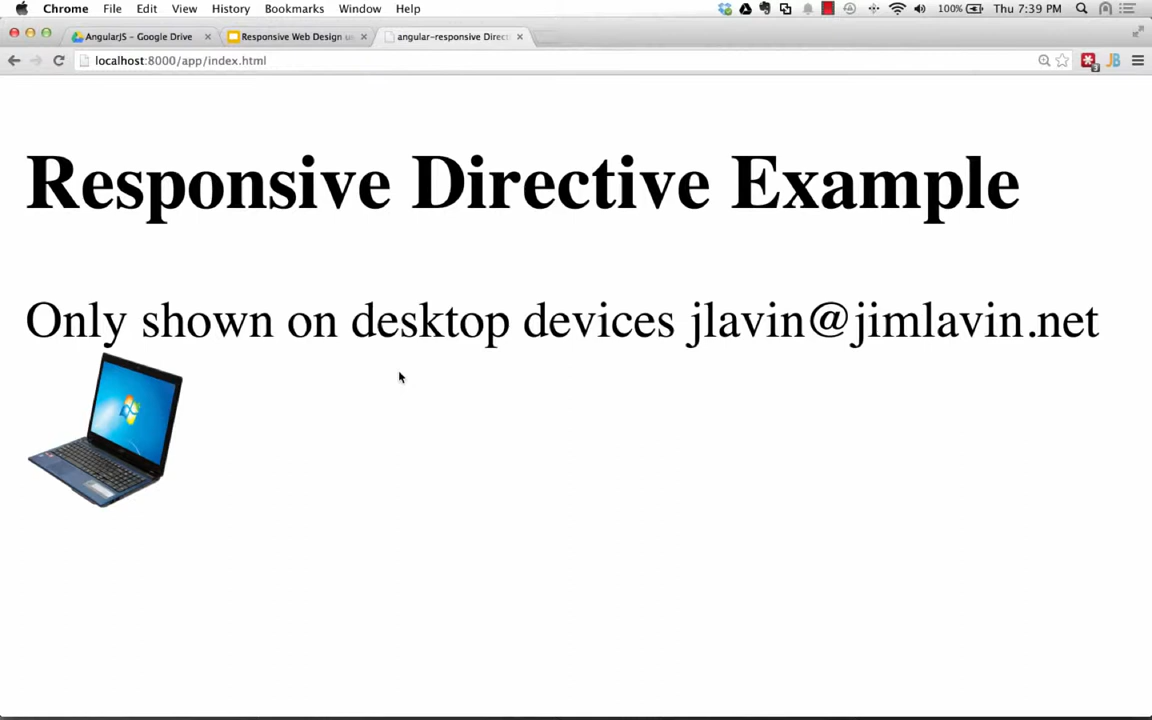 Chrome File Edit View History Bookmarks Window Help 100% Thu 7:39 PM
AngularJS – Google Drive Responsive Web Design u angular-responsive Direc
localhost:8000/app/index.html 3 JB
Responsive Directive Example
Only shown on desktop devices jlavin@jimlavin.net